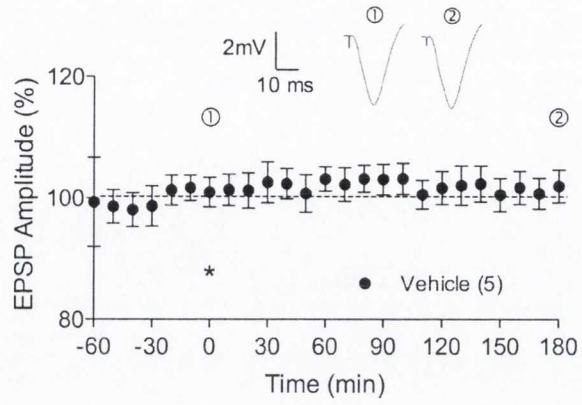 ① ②
2mV
10 ms
120
① ②
EPSP Amplitude (%)
100
*
Vehicle (5)
80
-60 -30 0 30 60 90 120 150 180
Time (min)